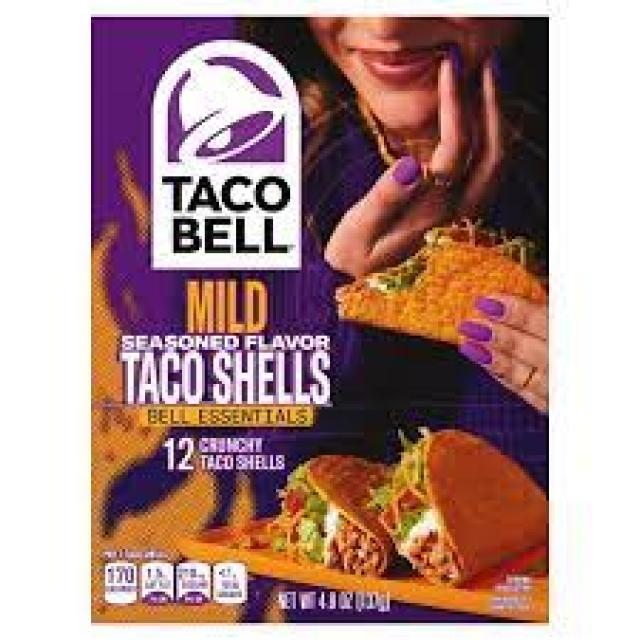 TACO
BELL
MILD
SEASONED FLAVOR
TACO SHELLS
BELL ESSENTIALS
12 CRUNCHY
TACO SHELLS
170
NET WT 4.8 OZ (137g)